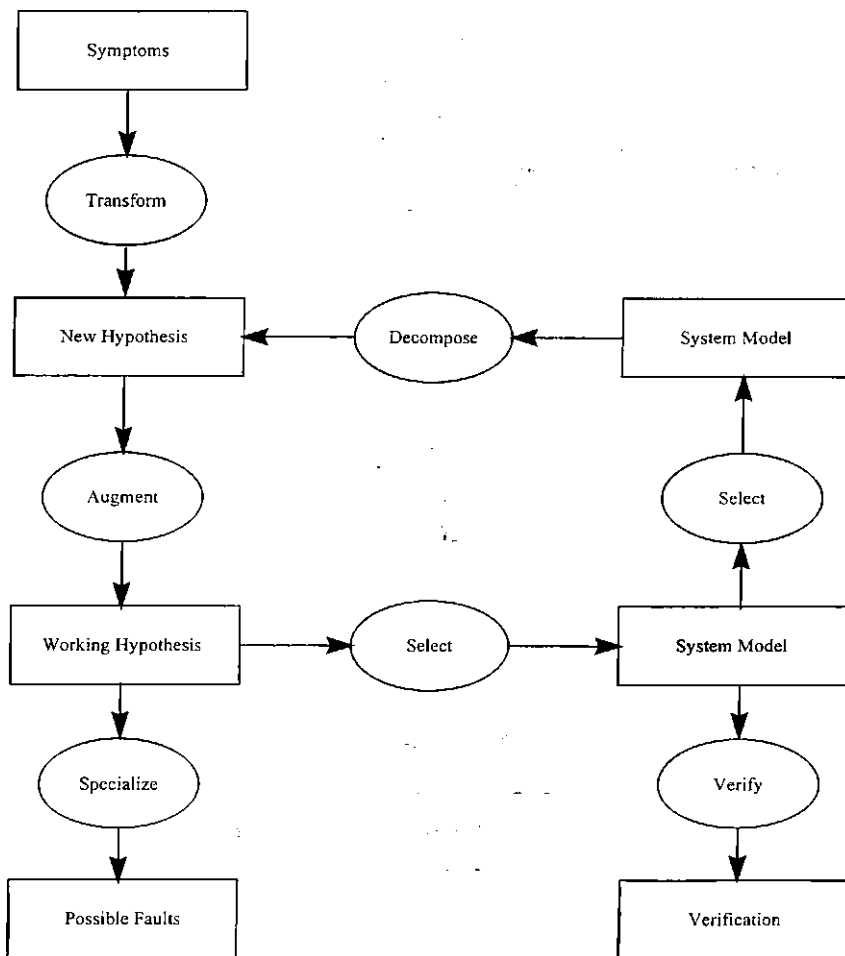 Symptoms
Transform
New Hypothesis
Decompose
System Model
Augment
Select
Working Hypothesis
Select
System Model
Specialize
Verify
Possible Faults
Verification